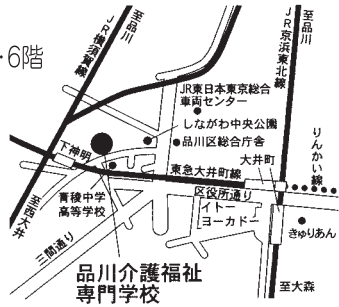 ・6階
至品川
JR横須賀線
至品川
JR京浜東北線
JR東日本東京総合
車両センター
しながわ中央公園
品川区総合庁舎
下神明
大井町
りんかい線
東急大井町線
区役所通り
青稜中学
高等学校
イトー
ヨーカドー
至西大井
三間通り
きゅりあん
品川介護福祉
専門学校
至大森